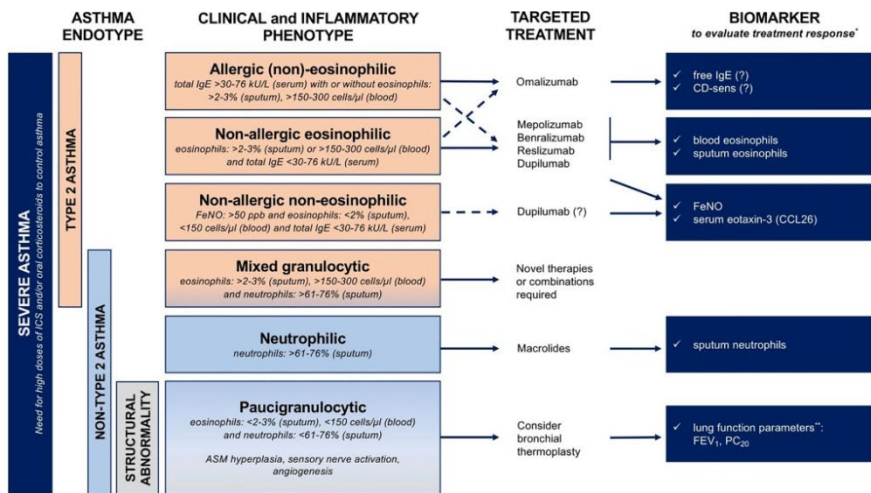 ASTHMA
ENDOTYPE
CLINICAL and INFLAMMATORY
PHENOTYPE
TARGETED
TREATMENT
BIOMARKER
to evaluate treatment response*
SEVERE ASTHMA
Need for high doses of ICS and/or oral corticosteroids to control asthma
TYPE 2 ASTHMA
NON-TYPE 2 ASTHMA
STRUCTURAL
ABNORMALITY
Allergic (non)-eosinophilic
total IgE >30-76 kU/L (serum) with or without eosinophils:
>2-3% (sputum), >150-300 cells/µl (blood)
Omalizumab
✓ free IgE (?)
✓ CD-sens (?)
Non-allergic eosinophilic
eosinophils: >2-3% (sputum) or >150-300 cells/µl (blood)
and total IgE <30-76 kU/L (serum)
Mepolizumab
Benralizumab
Reslizumab
Dupilumab
✓ blood eosinophils
✓ sputum eosinophils
Non-allergic non-eosinophilic
FeNO: >50 ppb and eosinophils: <2% (sputum),
<150 cells/µl (blood) and total IgE <30-76 kU/L (serum)
Dupilumab (?)
✓ FeNO
✓ serum eotaxin-3 (CCL26)
Mixed granulocytic
eosinophils: >2-3% (sputum), >150-300 cells/µl (blood)
and neutrophils: >61-76% (sputum)
Novel therapies
or combinations
required
Neutrophilic
neutrophils: >61-76% (sputum)
Macrolides
✓ sputum neutrophils
Paucigranulocytic
eosinophils: <2-3% (sputum), <150 cells/µl (blood)
and neutrophils: <61-76% (sputum)
ASM hyperplasia, sensory nerve activation,
angiogenesis
Consider
bronchial
thermoplasty
✓ lung function parameters**:
FEV₁, PC₂₀